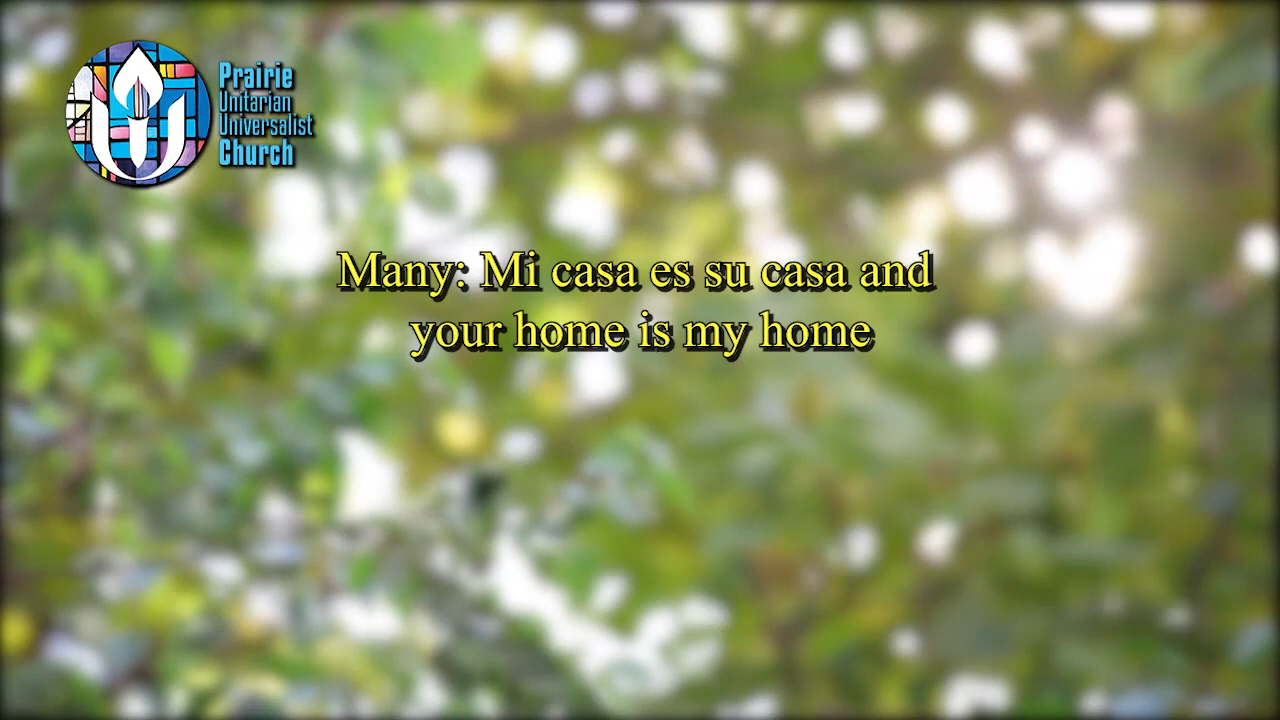 Prairie
Unitarian
Universalist
Church
Many: Mi casa es su casa and
your home is my home